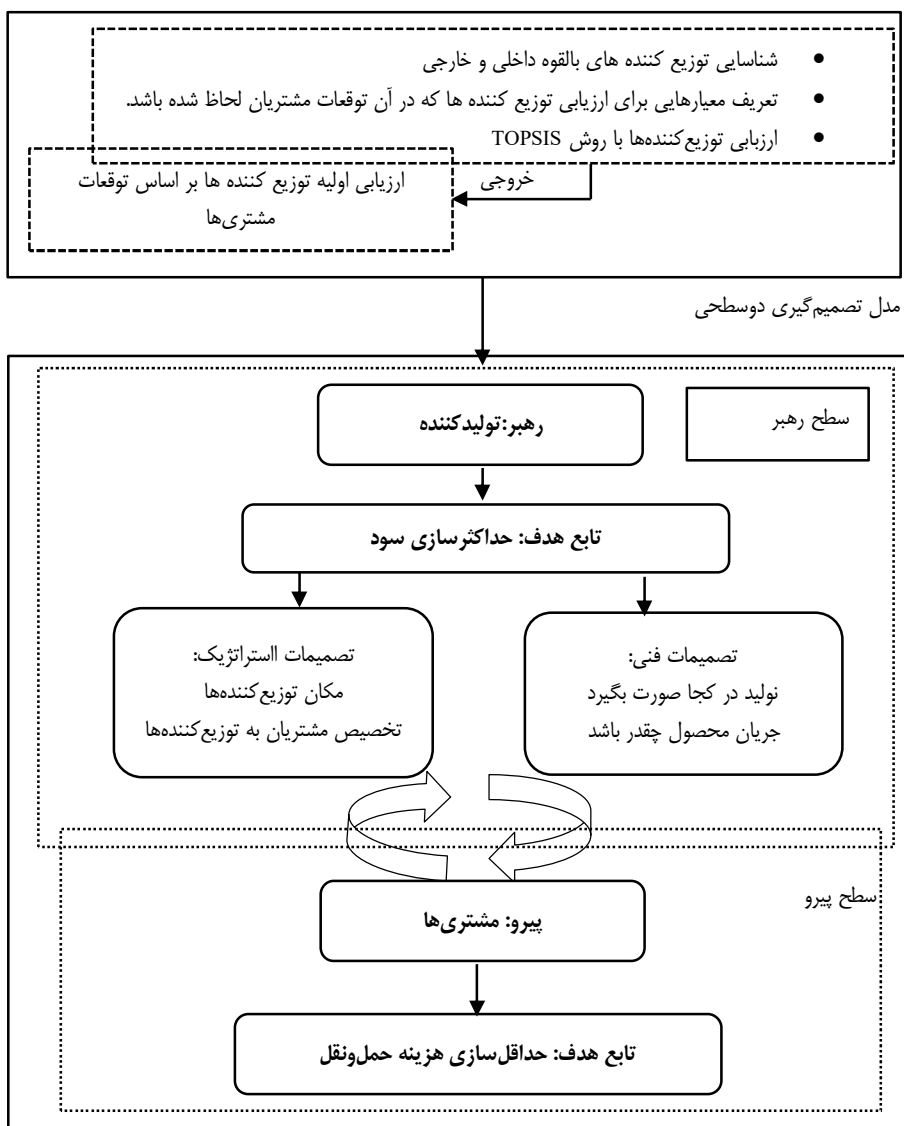 شناسایی توزیع کننده های بالقوه داخلی و خارجی
تعریف معیارهایی برای ارزیابی توزیع کننده ها که در آن توقعات مشتریان لحاظ شده باشد.
ارزبابی توزیع‌کننده‌ها با روش TOPSIS
خروجی
ارزیابی اولیه توزیع کننده ها بر اساس توقعات
مشتری‌ها
مدل تصمیم‌گیری دوسطحی
سطح رهبر
رهبر:تولیدکننده
تابع هدف: حداکثرسازی سود
تصمیمات فنی:
نولید در کجا صورت بگیرد
جریان محصول چقدر باشد
تصمیمات ااستراتژیک:
مکان توزیع‌کننده‌ها
تخصیص مشتریان به توزیع‌کننده‌ها
سطح پیرو
پیرو: مشتری‌ها
تابع هدف: حداقل‌سازی هزینه حمل‌ونقل